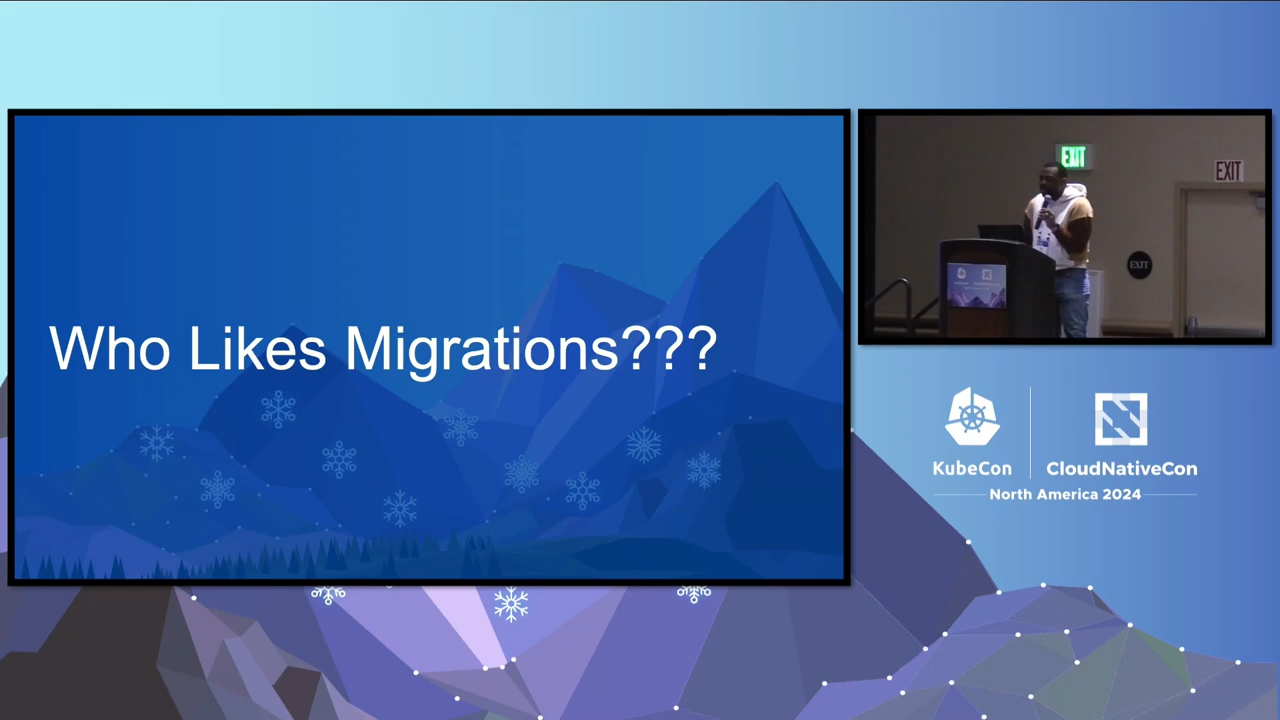 Who Likes Migrations???
EXIT
EXIT
EXIT
KubeCon
CloudNativeCon
North America 2024